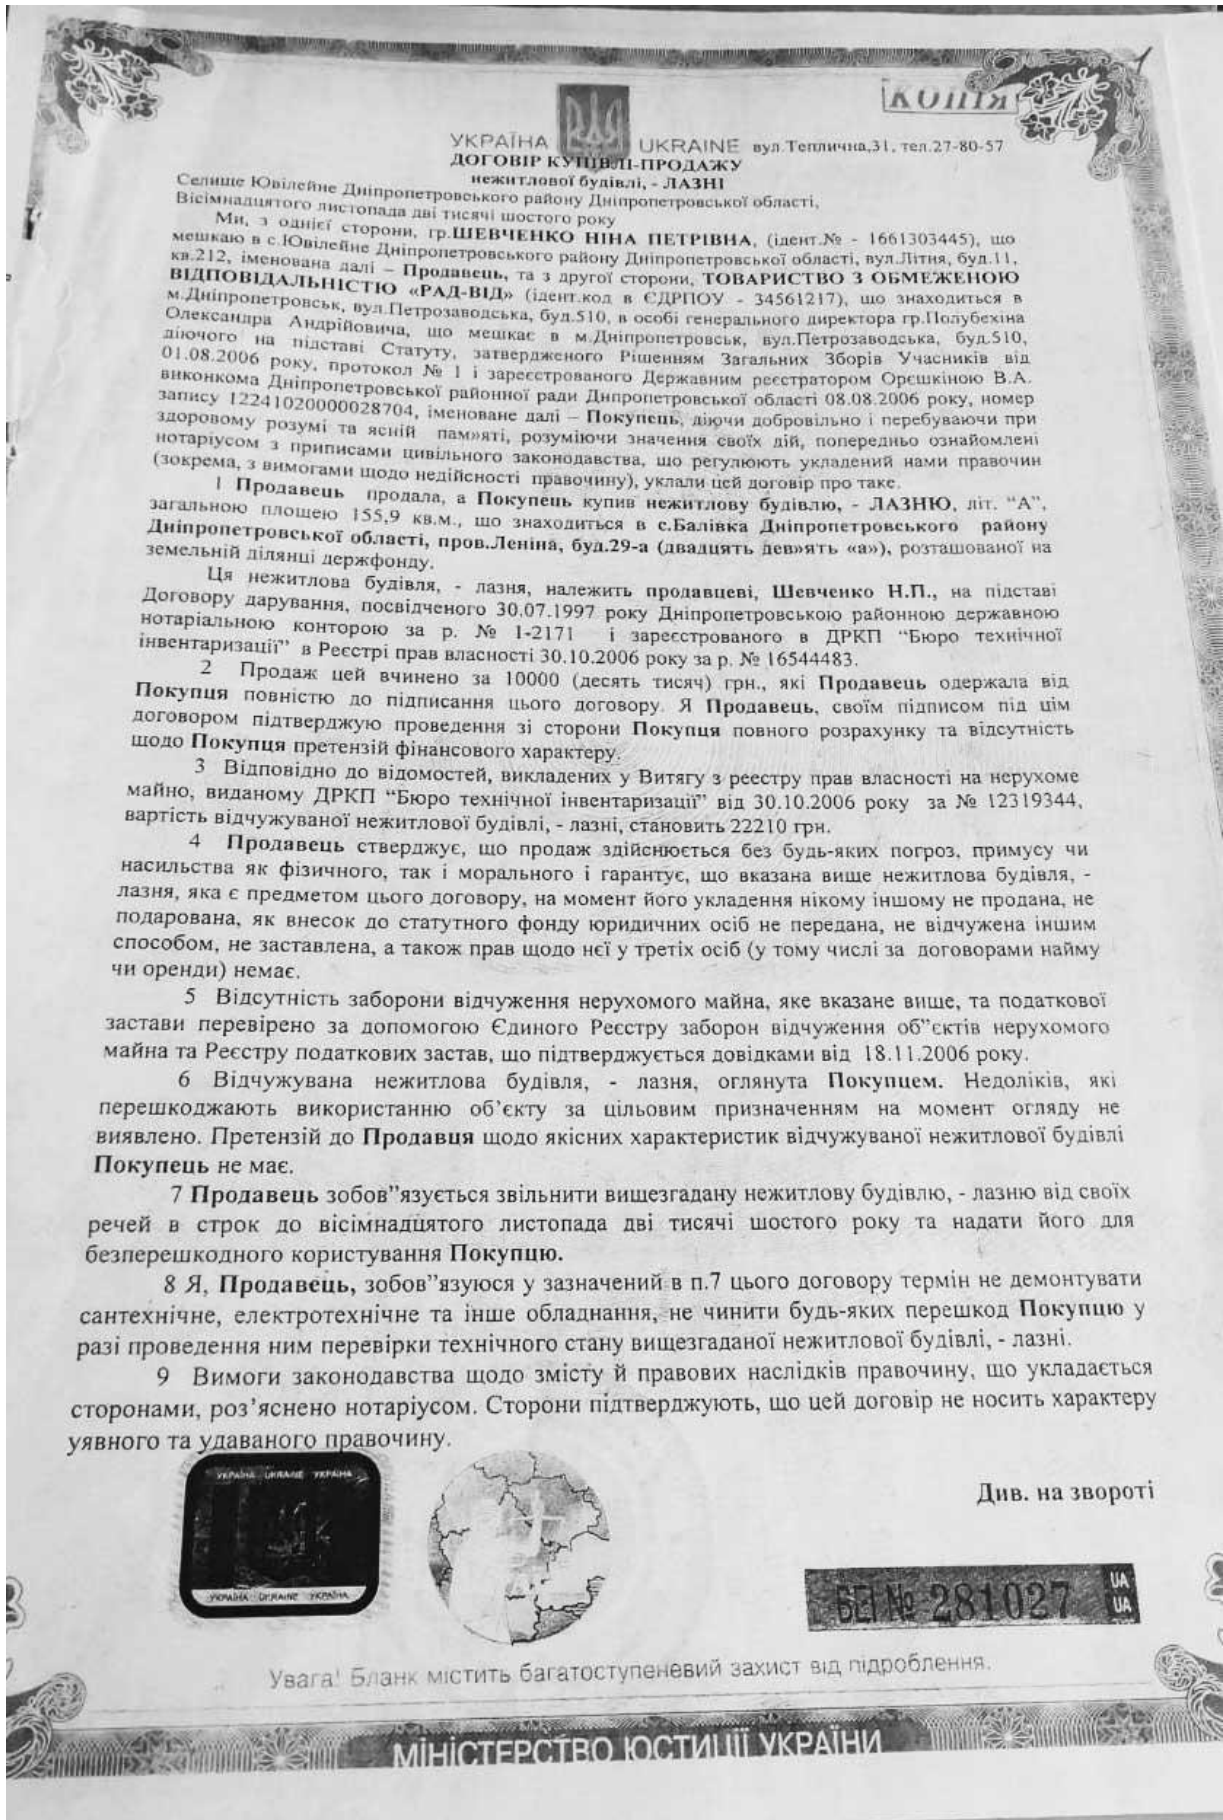 1
КОПІЯ
УКРАЇНА UKRAINE вул.Теплична,31, тел.27-80-57
ДОГОВІР КУПІВЛІ-ПРОДАЖУ
нежитлової будівлі, - ЛАЗНІ
Селище Ювілейне Дніпропетровського району Дніпропетровської області,
Вісімнадцятого листопада дві тисячі шостого року
Ми, з однієї сторони, гр.ШЕВЧЕНКО НІНА ПЕТРІВНА, (ідент.№ - 1661303445), що
мешкаю в с.Ювілейне Дніпропетровського району Дніпропетровської області, вул.Літня, буд.11,
кв.212, іменована далі – Продавець, та з другої сторони, ТОВАРИСТВО З ОБМЕЖЕНОЮ
ВІДПОВІДАЛЬНІСТЮ «РАД-ВІД» (ідент.код в ЄДРПОУ - 34561217), що знаходиться в
м.Дніпропетровськ, вул.Петрозаводська, буд.510, в особі генерального директора гр.Полубехіна
Олександра Андрійовича, що мешкає в м.Дніпропетровськ, вул.Петрозаводська, буд.510,
діючого на підставі Статуту, затвердженого Рішенням Загальних Зборів Учасників від
01.08.2006 року, протокол № 1 і зареєстрованого Державним реєстратором Орєшкіною В.А.
виконкома Дніпропетровської районної ради Дніпропетровської області 08.08.2006 року, номер
запису 12241020000028704, іменоване далі – Покупець, діючи добровільно і перебуваючи при
здоровому розумі та ясній пам»яті, розуміючи значення своїх дій, попередньо ознайомлені
нотаріусом з приписами цивільного законодавства, що регулюють укладений нами правочин
(зокрема, з вимогами щодо недійсності правочину), уклали цей договір про таке.
1 Продавець продала, а Покупець купив нежитлову будівлю, - ЛАЗНЮ, літ. “А”,
загальною площею 155,9 кв.м., що знаходиться в с.Балівка Дніпропетровського району
Дніпропетровської області, пров.Леніна, буд.29-а (двадцять дев»ять «а»), розташованої на
земельній ділянці держфонду.
Ця нежитлова будівля, - лазня, належить продавцеві, Шевченко Н.П., на підставі
Договору дарування, посвідченого 30.07.1997 року Дніпропетровською районною державною
нотаріальною конторою за р. № 1-2171 і зареєстрованого в ДРКП “Бюро технічної
інвентаризації” в Реєстрі прав власності 30.10.2006 року за р. № 16544483.
2 Продаж цей вчинено за 10000 (десять тисяч) грн., які Продавець одержала від
Покупця повністю до підписання цього договору. Я Продавець, своїм підписом під цім
договором підтверджую проведення зі сторони Покупця повного розрахунку та відсутність
щодо Покупця претензій фінансового характеру.
3 Відповідно до відомостей, викладених у Витягу з реестру прав власності на нерухоме
майно, виданому ДРКП “Бюро технічної інвентаризації” від 30.10.2006 року за № 12319344,
вартість відчужуваної нежитлової будівлі, - лазні, становить 22210 грн.
4 Продавець стверджує, що продаж здійснюється без будь-яких погроз, примусу чи
насильства як фізичного, так і морального і гарантує, що вказана вище нежитлова будівля, -
лазня, яка є предметом цього договору, на момент його укладення нікому іншому не продана, не
подарована, як внесок до статутного фонду юридичних осіб не передана, не відчужена іншим
способом, не заставлена, а також прав щодо неї у третіх осіб (у тому числі за договорами найму
чи оренди) немає.
5 Відсутність заборони відчуження нерухомого майна, яке вказане вище, та податкової
застави перевірено за допомогою Єдиного Реєстру заборон відчуження об”єктів нерухомого
майна та Реєстру податкових застав, що підтверджується довідками від 18.11.2006 року.
6 Відчужувана нежитлова будівля, - лазня, оглянута Покупцем. Недоліків, які
перешкоджають використанню об’єкту за цільовим призначенням на момент огляду не
виявлено. Претензій до Продавця щодо якісних характеристик відчужуваної нежитлової будівлі
Покупець не має.
7 Продавець зобов”язується звільнити вищезгадану нежитлову будівлю, - лазню від своїх
речей в строк до вісімнадцятого листопада дві тисячі шостого року та надати його для
безперешкодного користування Покупцю.
8 Я, Продавець, зобов”язуюся у зазначений в п.7 цього договору термін не демонтувати
сантехнічне, електротехнічне та інше обладнання, не чинити будь-яких перешкод Покупцю у
разі проведення ним перевірки технічного стану вищезгаданої нежитлової будівлі, - лазні.
9 Вимоги законодавства щодо змісту й правових наслідків правочину, що укладається
сторонами, роз’яснено нотаріусом. Сторони підтверджують, що цей договір не носить характеру
уявного та удаваного правочину.
УКРАЇНА UKRAINE УКРАЇНА
Див. на звороті
УКРАЇНА UKRAINE УКРАЇНА
ВЕІ № 281027 UA
UA
Увага! Бланк містить багатоступеневий захист від підроблення.
МІНІСТЕРСТВО ЮСТИЦІЇ УКРАЇНИ